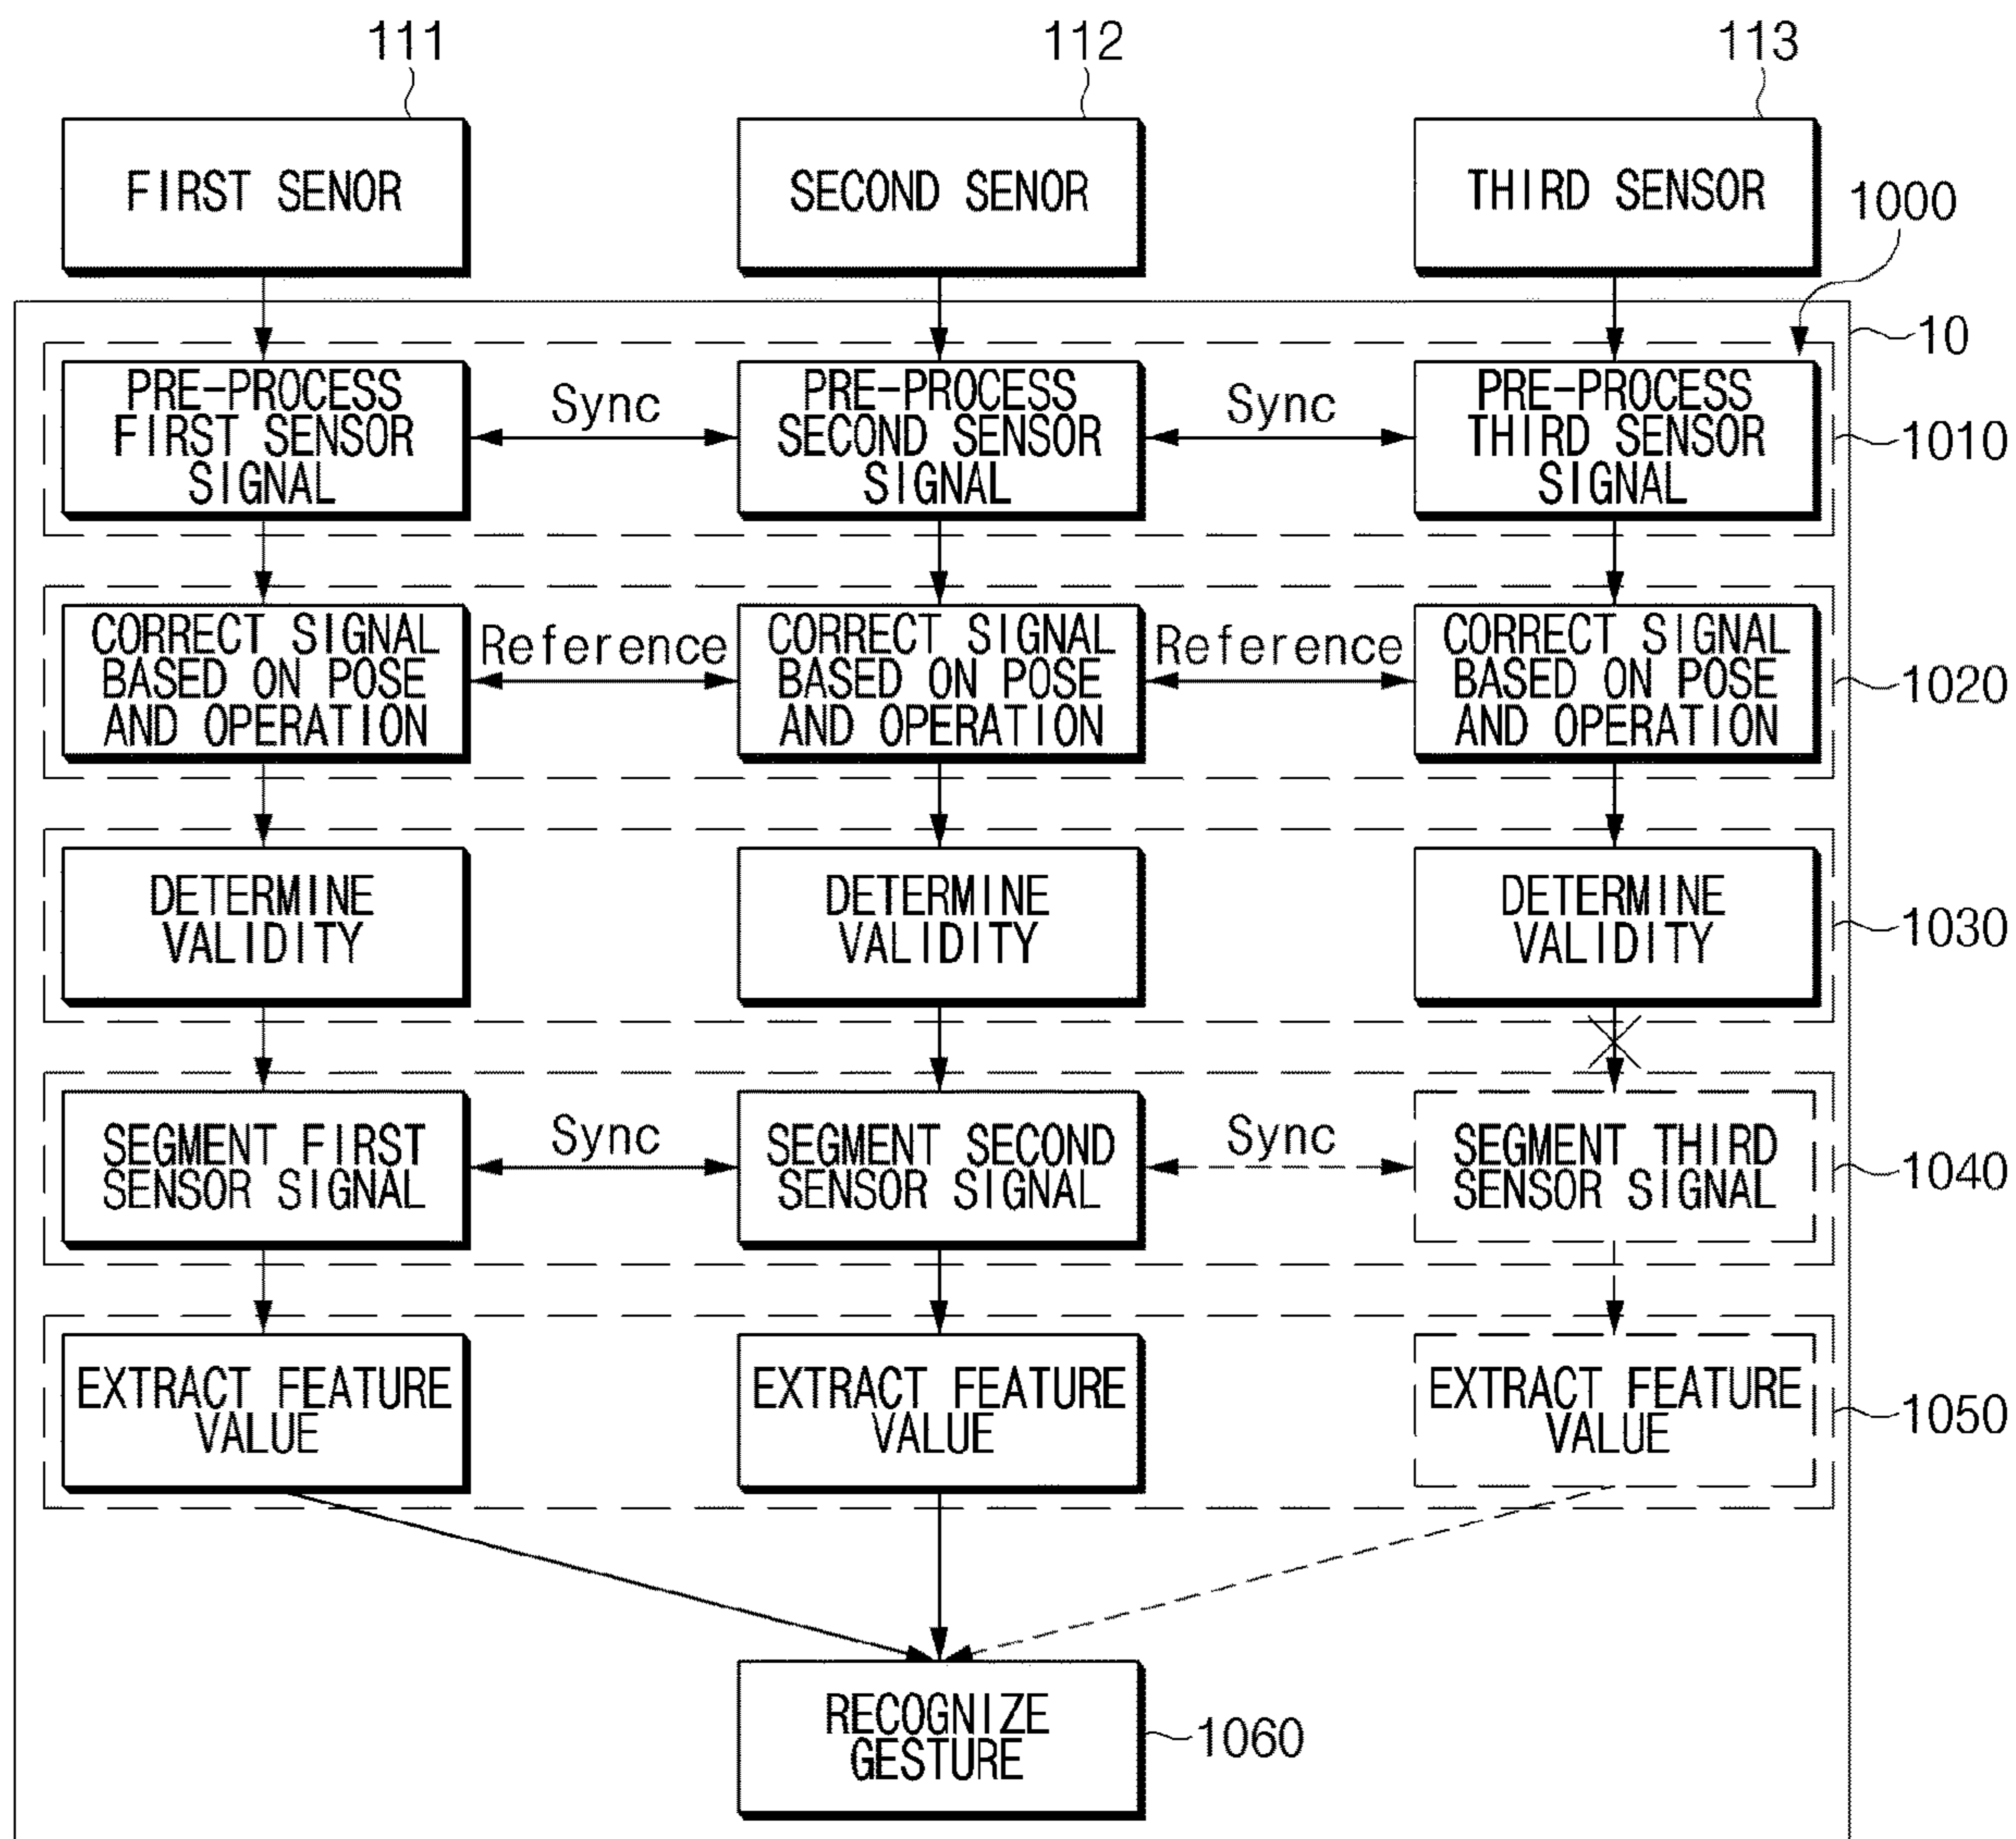 111
112
113
FIRST SENOR
SECOND SENOR
THIRD SENSOR
1000
10
PRE-PROCESS
FIRST SENSOR
SIGNAL
Sync
PRE-PROCESS
SECOND SENSOR
SIGNAL
Sync
PRE-PROCESS
THIRD SENSOR
SIGNAL
1010
CORRECT SIGNAL
BASED ON POSE
AND OPERATION
Reference
CORRECT SIGNAL
BASED ON POSE
AND OPERATION
Reference
CORRECT SIGNAL
BASED ON POSE
AND OPERATION
1020
DETERMINE
VALIDITY
DETERMINE
VALIDITY
DETERMINE
VALIDITY
1030
SEGMENT FIRST
SENSOR SIGNAL
Sync
SEGMENT SECOND
SENSOR SIGNAL
Sync
SEGMENT THIRD
SENSOR SIGNAL
1040
EXTRACT FEATURE
VALUE
EXTRACT FEATURE
VALUE
EXTRACT FEATURE
VALUE
1050
RECOGNIZE
GESTURE
1060